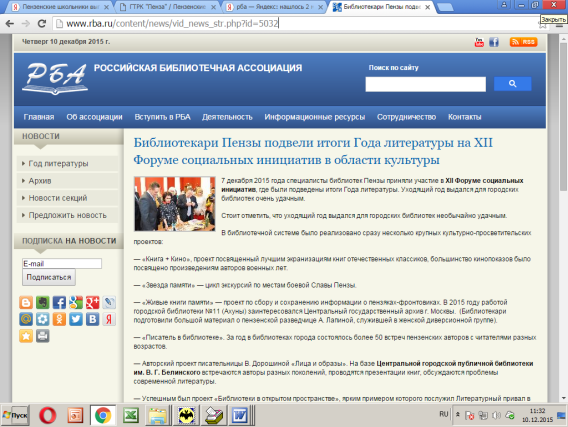 Пензенские школьники вы
ГТРК "Пенза" / Пензенские
рба — Яндекс: нашлось 2 м
Библиотекари Пензы подве
Закрыть
www.rba.ru/content/news/vid_news_str.php?id=5032
Четверг 10 декабря 2015 г.
You Tube
RSS
РБА
РОССИЙСКАЯ БИБЛИОТЕЧНАЯ АССОЦИАЦИЯ
Поиск по сайту
Главная Об ассоциации Вступить в РБА Деятельность Информационные ресурсы Сотрудничество Контакты
НОВОСТИ
Год литературы
Архив
Новости секций
Предложить новость
ПОДПИСКА НА НОВОСТИ
E-mail
Подписаться
Библиотекари Пензы подвели итоги Года литературы на XII
Форуме социальных инициатив в области культуры
7 декабря 2015 года специалисты библиотек Пензы приняли участие в XII Форуме социальных
инициатив, где были подведены итоги Года литературы. Уходящий год выдался для городских
библиотек очень удачным.
Стоит отметить, что уходящий год выдался для городских библиотек необычайно удачным.
В библиотечной системе было реализовано сразу несколько крупных культурно-просветительских
проектов:
— «Книга + Кино», проект посвященный лучшим экранизациям книг отечественных классиков, большинство кинопоказов было
посвящено произведениям авторов военных лет.
— «Звезда памяти» — цикл экскурсий по местам боевой Славы Пензы.
— «Живые книги памяти» — проект по сбору и сохранению информации о пензяках-фронтовиках. В 2015 году работой
городской библиотеки №11 (Ахуны) заинтересовался Центральный государственный архив г. Москвы. (Библиотекари
подготовили большой материал о пензенской разведчице А. Лапиной, служившей в женской диверсионной группе).
— «Писатель в библиотеке». За год в библиотеках города состоялось более 50 встреч пензенских авторов с читателями разных
возрастов.
— Авторский проект писательницы В. Дорошиной «Лица и образы». На базе Центральной городской публичной библиотеки
им. В. Г. Белинского встречаются авторы разных поколений, проводятся презентации книг, обсуждаются проблемы
современной литературы.
— Успешным был проект «Библиотеки в открытом пространстве», ярким примером которого послужил Литературный привал в
Пуск
RU
11:32
10.12.2015